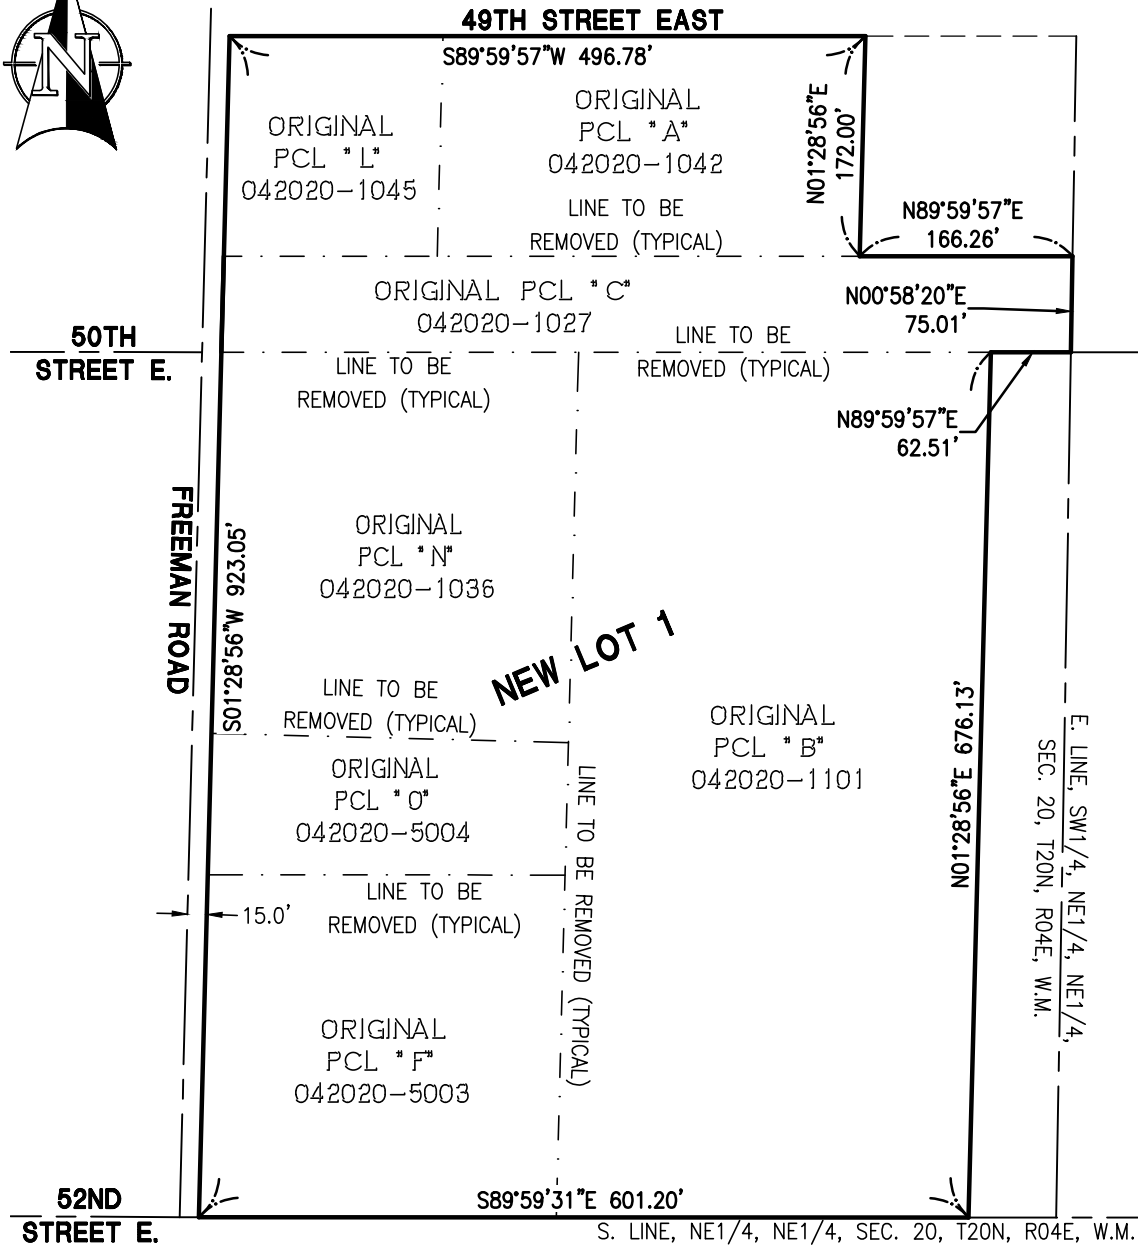 N
49TH STREET EAST
S89°59'57"W 496.78'
ORIGINAL
PCL "L"
042020-1045
ORIGINAL
PCL "A"
042020-1042
N01°28'56"E
172.00'
LINE TO BE
REMOVED (TYPICAL)
N89°59'57"E
166.26'
ORIGINAL PCL "C"
042020-1027
N00°58'20"E
75.01'
50TH
STREET E.
LINE TO BE
REMOVED (TYPICAL)
LINE TO BE
REMOVED (TYPICAL)
N89°59'57"E
62.51'
FREEMAN ROAD
S01°28'56"W 923.05'
ORIGINAL
PCL "N"
042020-1036
NEW LOT 1
LINE TO BE
REMOVED (TYPICAL)
ORIGINAL
PCL "B"
042020-1101
N01°28'56"E 676.13'
E. LINE, SW1/4, NE1/4, NE1/4,
SEC. 20, T20N, R04E, W.M.
ORIGINAL
PCL "O"
042020-5004
LINE TO BE REMOVED (TYPICAL)
LINE TO BE
REMOVED (TYPICAL)
15.0'
ORIGINAL
PCL "F"
042020-5003
52ND
STREET E.
S89°59'31"E 601.20'
S. LINE, NE1/4, NE1/4, SEC. 20, T20N, R04E, W.M.